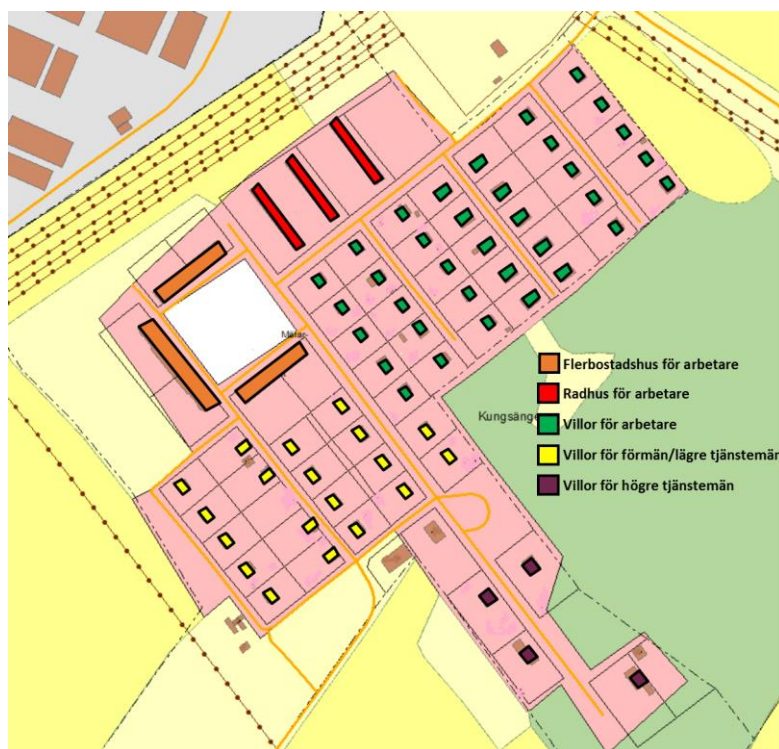 Mälar
Flerbostadshus för arbetare
Radhus för arbetare
Kungsänge
Villor för arbetare
Villor för förmän/lägre tjänstemän
Villor för högre tjänstemän